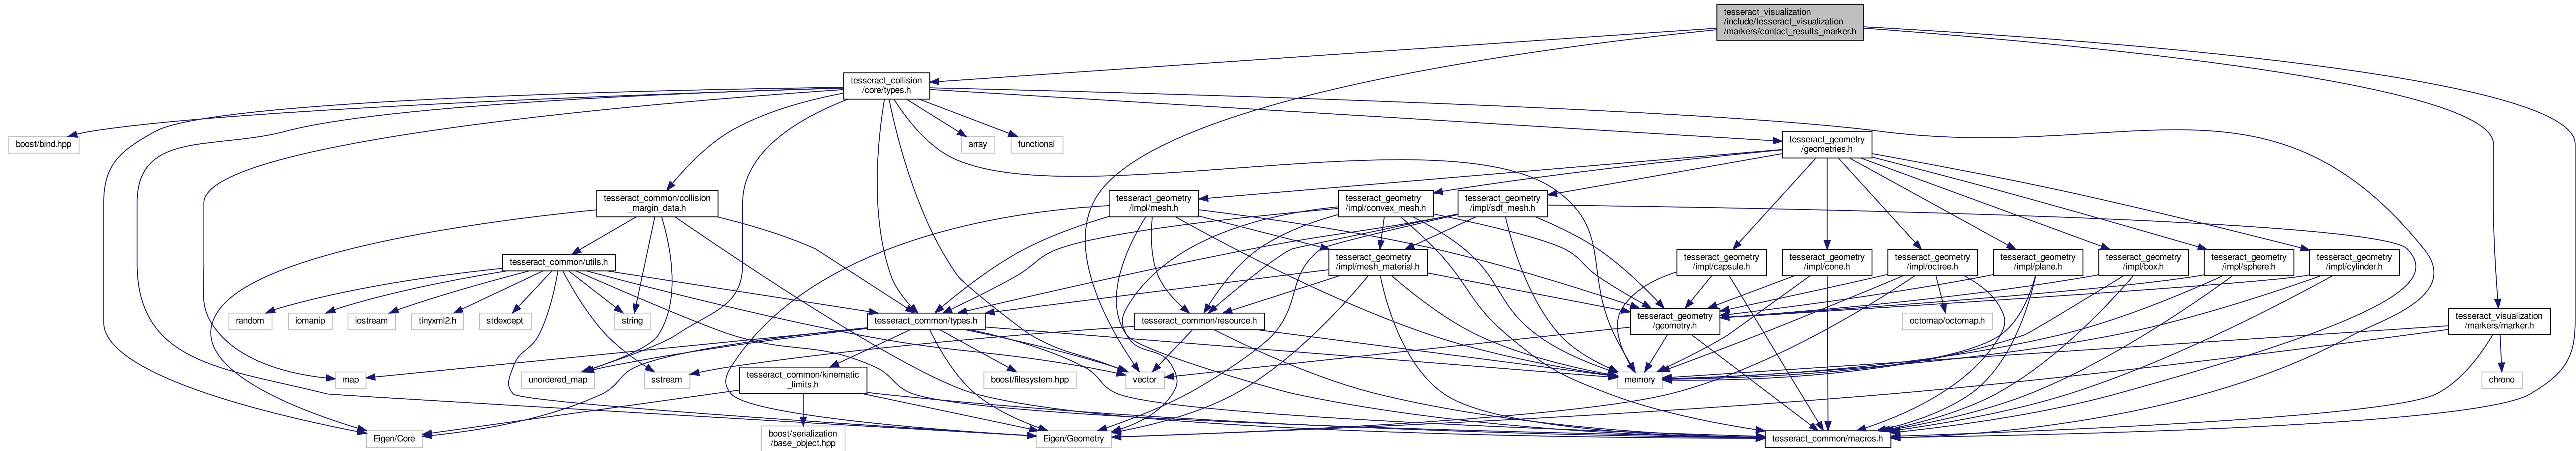 tesseract_visualization
/include/tesseract_visualization
/markers/contact_results_marker.h
tesseract_collision
/core/types.h
boost/bind.hpp
array
functional
tesseract_geometry
/geometries.h
tesseract_common/collision
_margin_data.h
tesseract_geometry
/impl/mesh.h
tesseract_geometry
/impl/convex_mesh.h
tesseract_geometry
/impl/sdf_mesh.h
tesseract_common/utils.h
tesseract_geometry
/impl/mesh_material.h
tesseract_geometry
/impl/capsule.h
tesseract_geometry
/impl/cone.h
tesseract_geometry
/impl/octree.h
tesseract_geometry
/impl/plane.h
tesseract_geometry
/impl/box.h
tesseract_geometry
/impl/sphere.h
tesseract_geometry
/impl/cylinder.h
random
iomanip
iostream
tinyxml2.h
stdexcept
string
tesseract_common/types.h
tesseract_common/resource.h
tesseract_geometry
/geometry.h
octomap/octomap.h
tesseract_visualization
/markers/marker.h
map
unordered_map
sstream
tesseract_common/kinematic
_limits.h
boost/filesystem.hpp
vector
memory
chrono
Eigen/Core
boost/serialization
/base_object.hpp
Eigen/Geometry
tesseract_common/macros.h